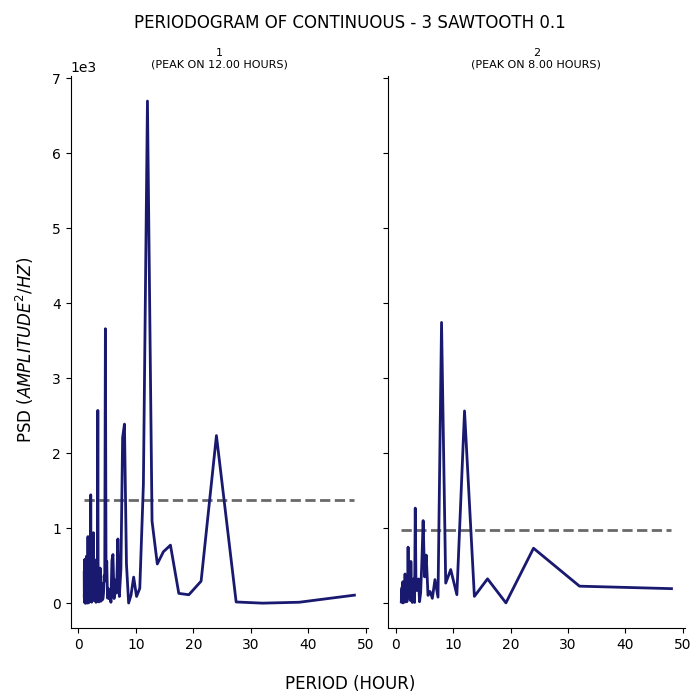 PERIODOGRAM OF CONTINUOUS - 3 SAWTOOTH 0.1
1
(PEAK ON 12.00 HOURS)
2
(PEAK ON 8.00 HOURS)
1e3
7
6
5
4
3
2
1
0
PSD (AMPLITUDE²/HZ)
0 10 20 30 40 50
0 10 20 30 40 50
PERIOD (HOUR)